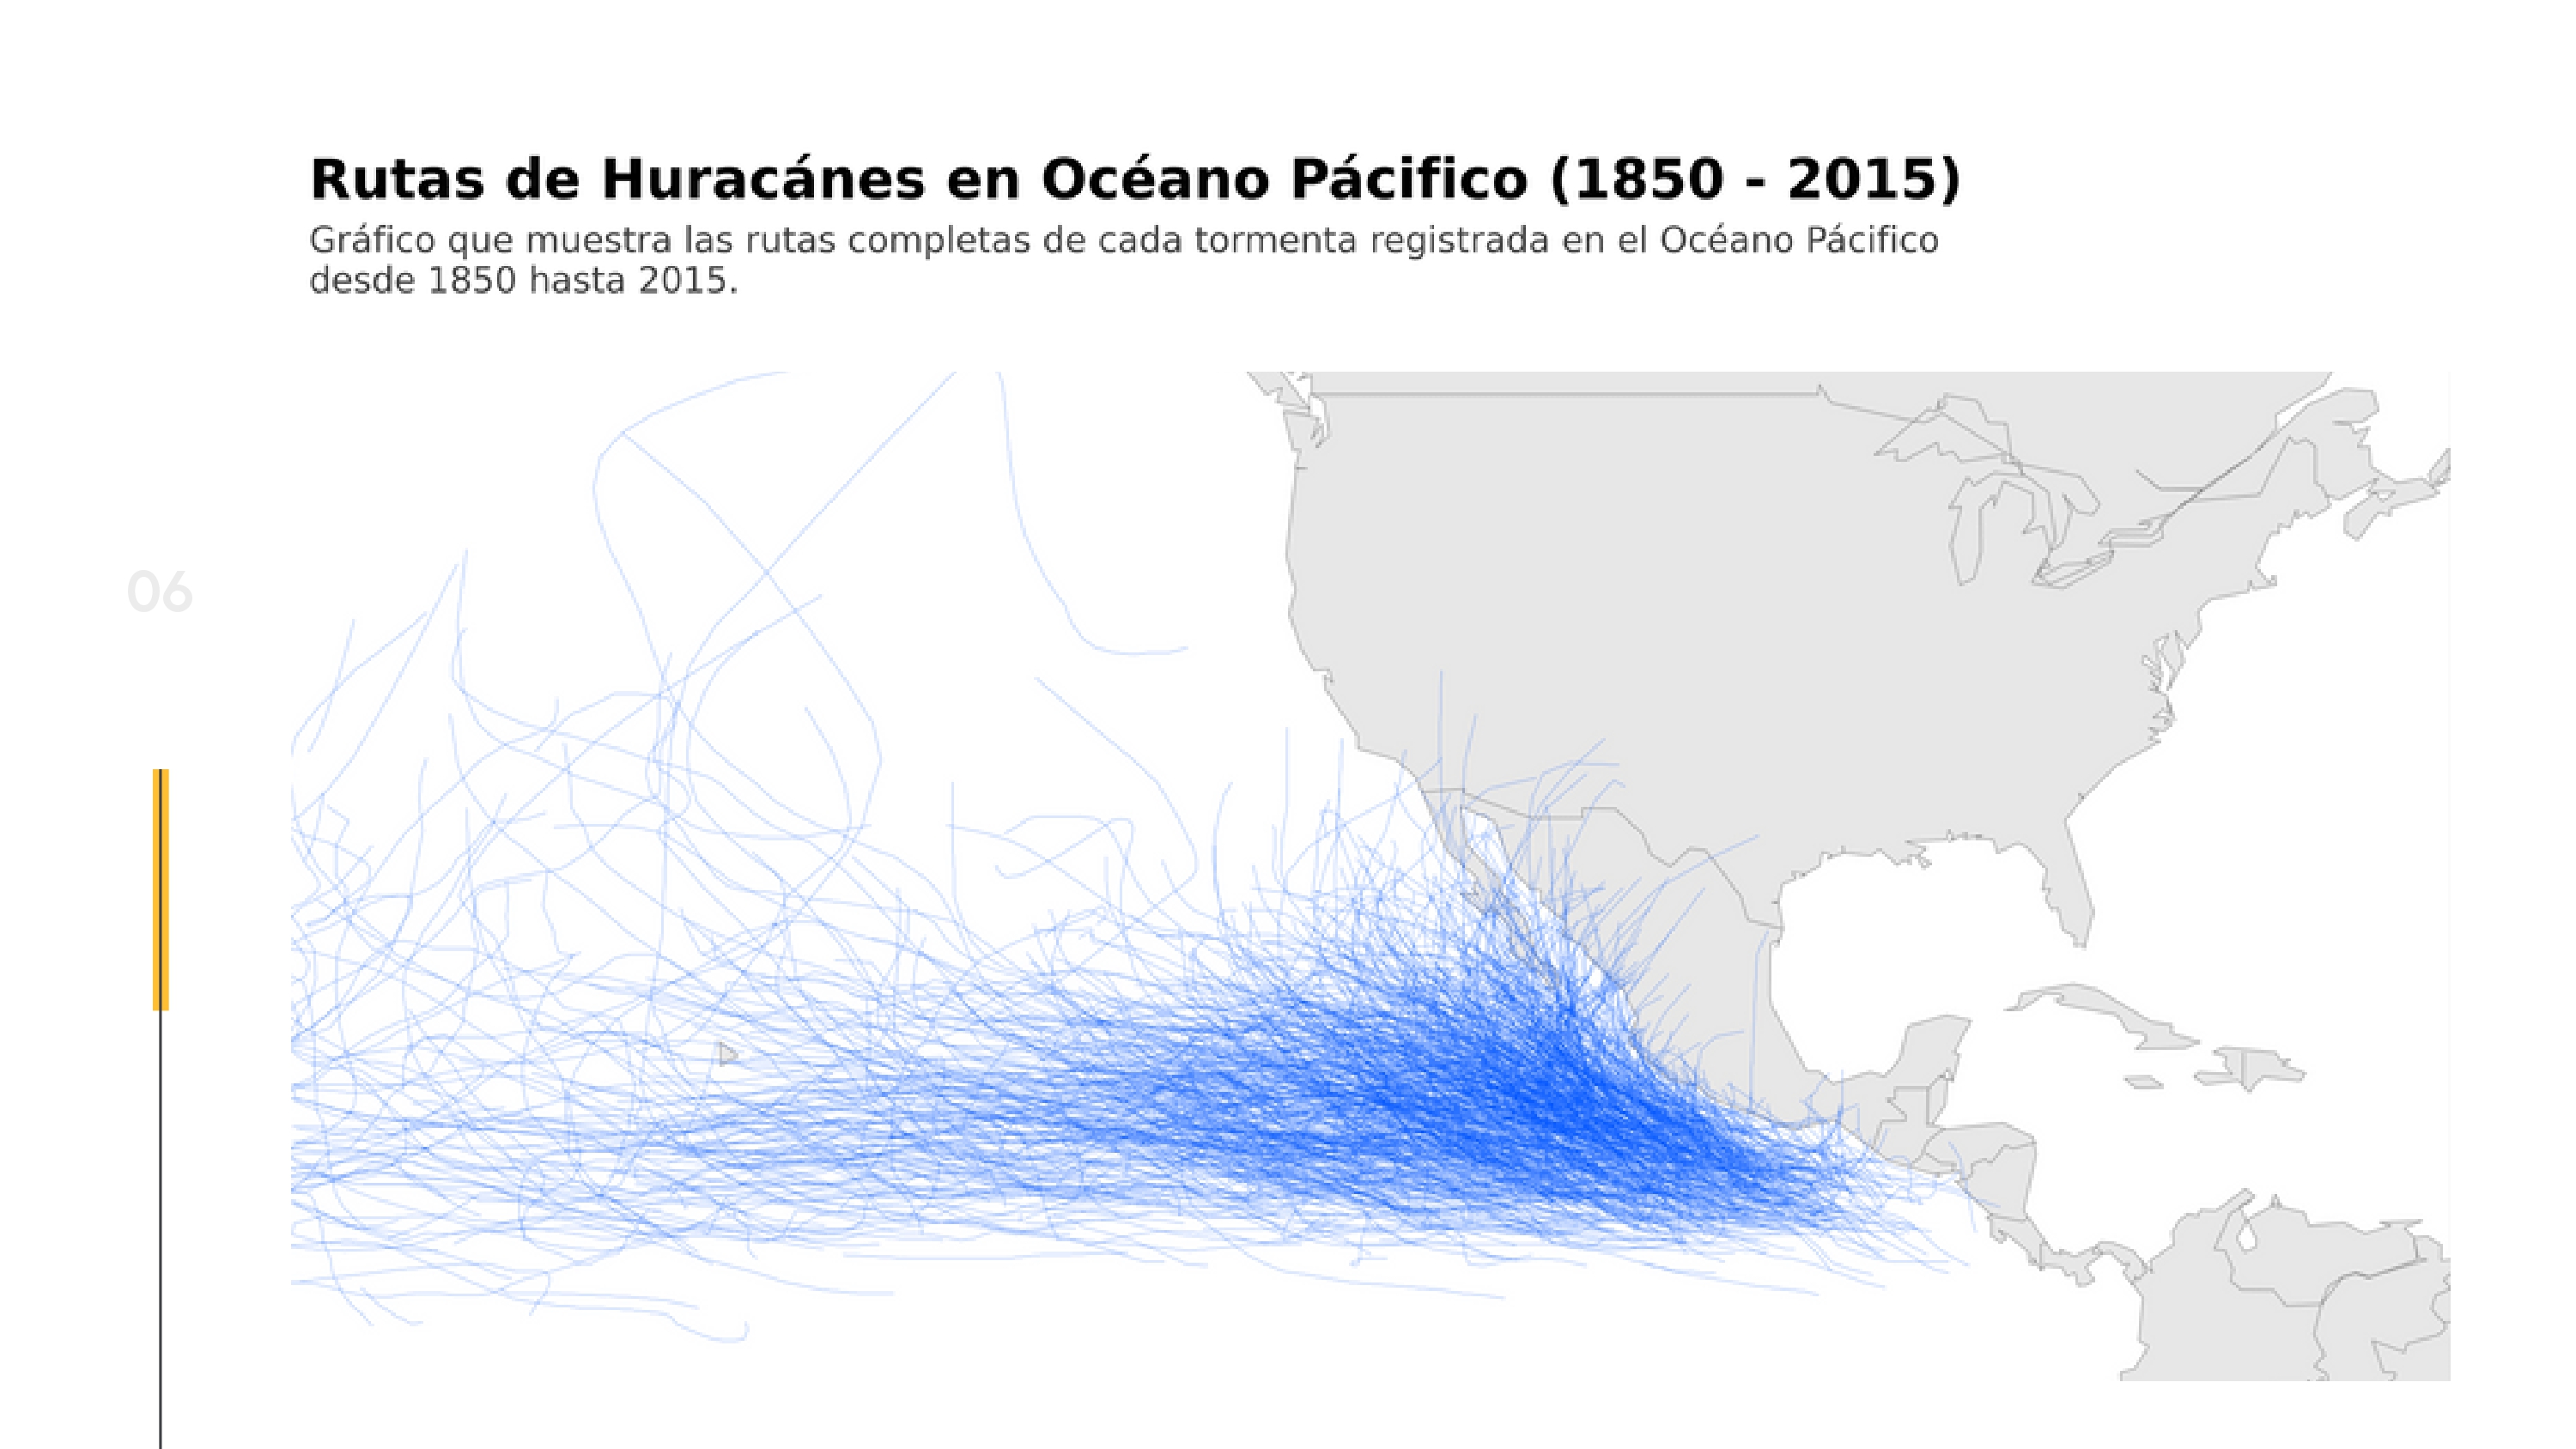 Rutas de Huracánes en Océano Pácifico (1850 - 2015)
Gráfico que muestra las rutas completas de cada tormenta registrada en el Océano Pácifico
desde 1850 hasta 2015.
06